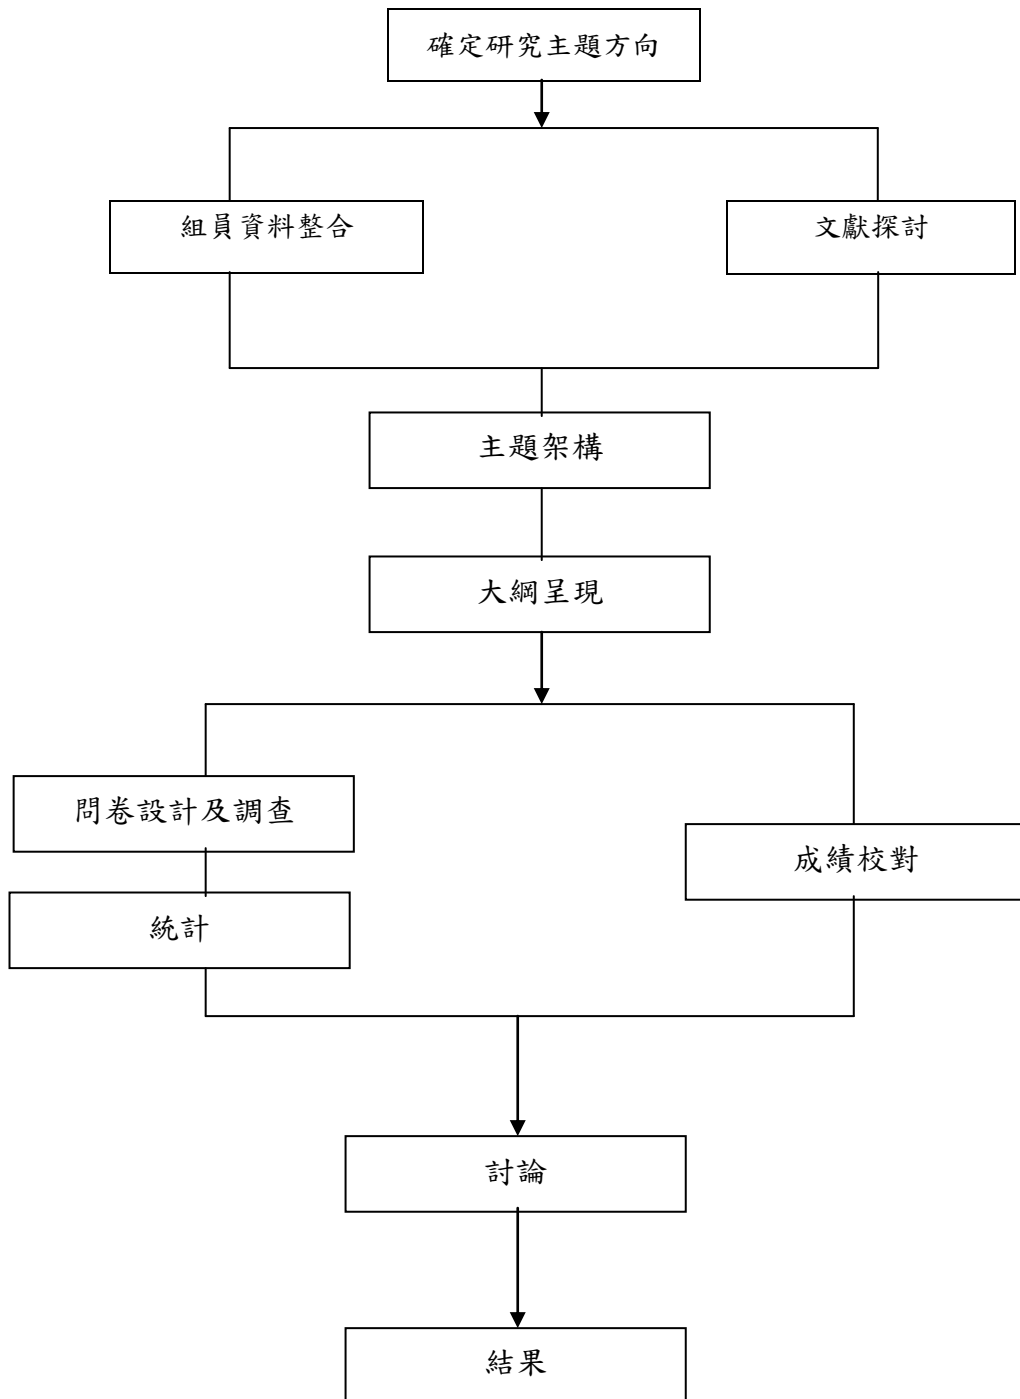 確定研究主題方向
組員資料整合
文獻探討
主題架構
大綱呈現
問卷設計及調查
成績校對
統計
討論
結果